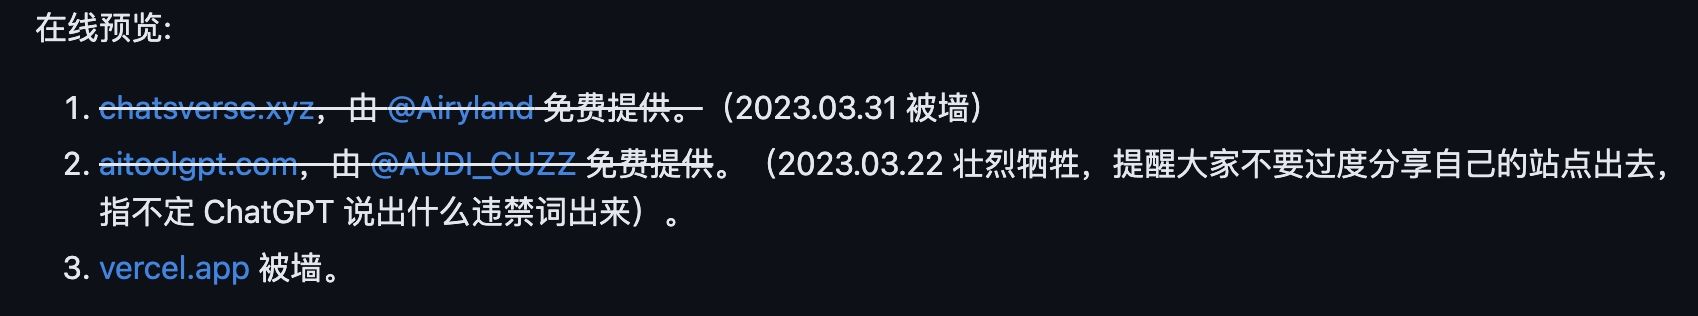 在线预览:
1. chatsverse.xyz，由 @Airyland 免费提供。（2023.03.31 被墙）
2. aitoolgpt.com，由 @AUDI_GUZZ 免费提供。（2023.03.22 壮烈牺牲，提醒大家不要过度分享自己的站点出去，
指不定 ChatGPT 说出什么违禁词出来）。
3. vercel.app 被墙。